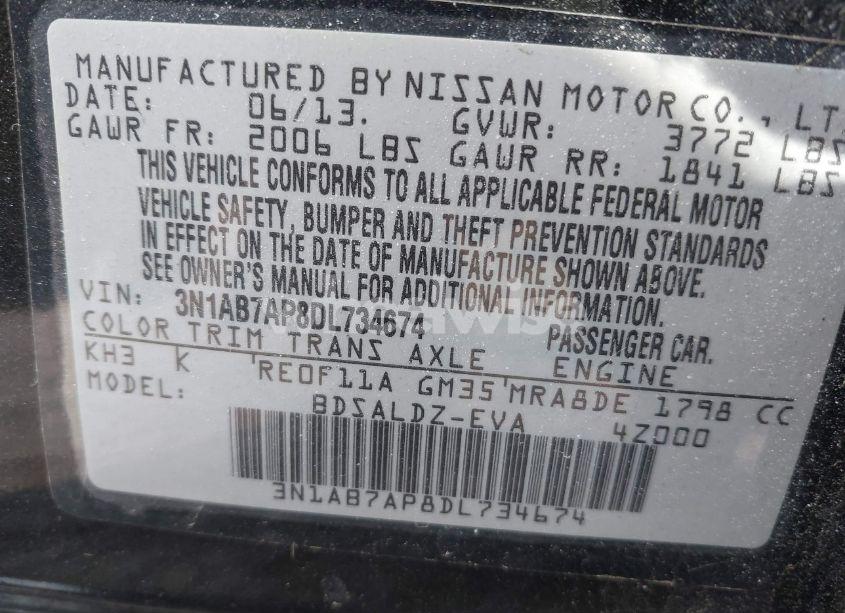 MANUFACTURED BY NISSAN MOTOR CO., LT
DATE: 06/13. GVWR: 3772 LBS
GAWR FR: 2006 LBS GAWR RR: 1841 LBS
THIS VEHICLE CONFORMS TO ALL APPLICABLE FEDERAL MOTOR
VEHICLE SAFETY, BUMPER AND THEFT PREVENTION STANDARDS
IN EFFECT ON THE DATE OF MANUFACTURE SHOWN ABOVE.
SEE OWNER'S MANUAL FOR ADDITIONAL INFORMATION.
VIN: 3N1AB7AP8DL734674 PASSENGER CAR.
COLOR TRIM TRANS AXLE ENGINE
KH3 K RE0F11A GM35 MRA8DE 1798 CC
MODEL: BDSALDZ-EVA 4Z000
3N1AB7AP8DL734674